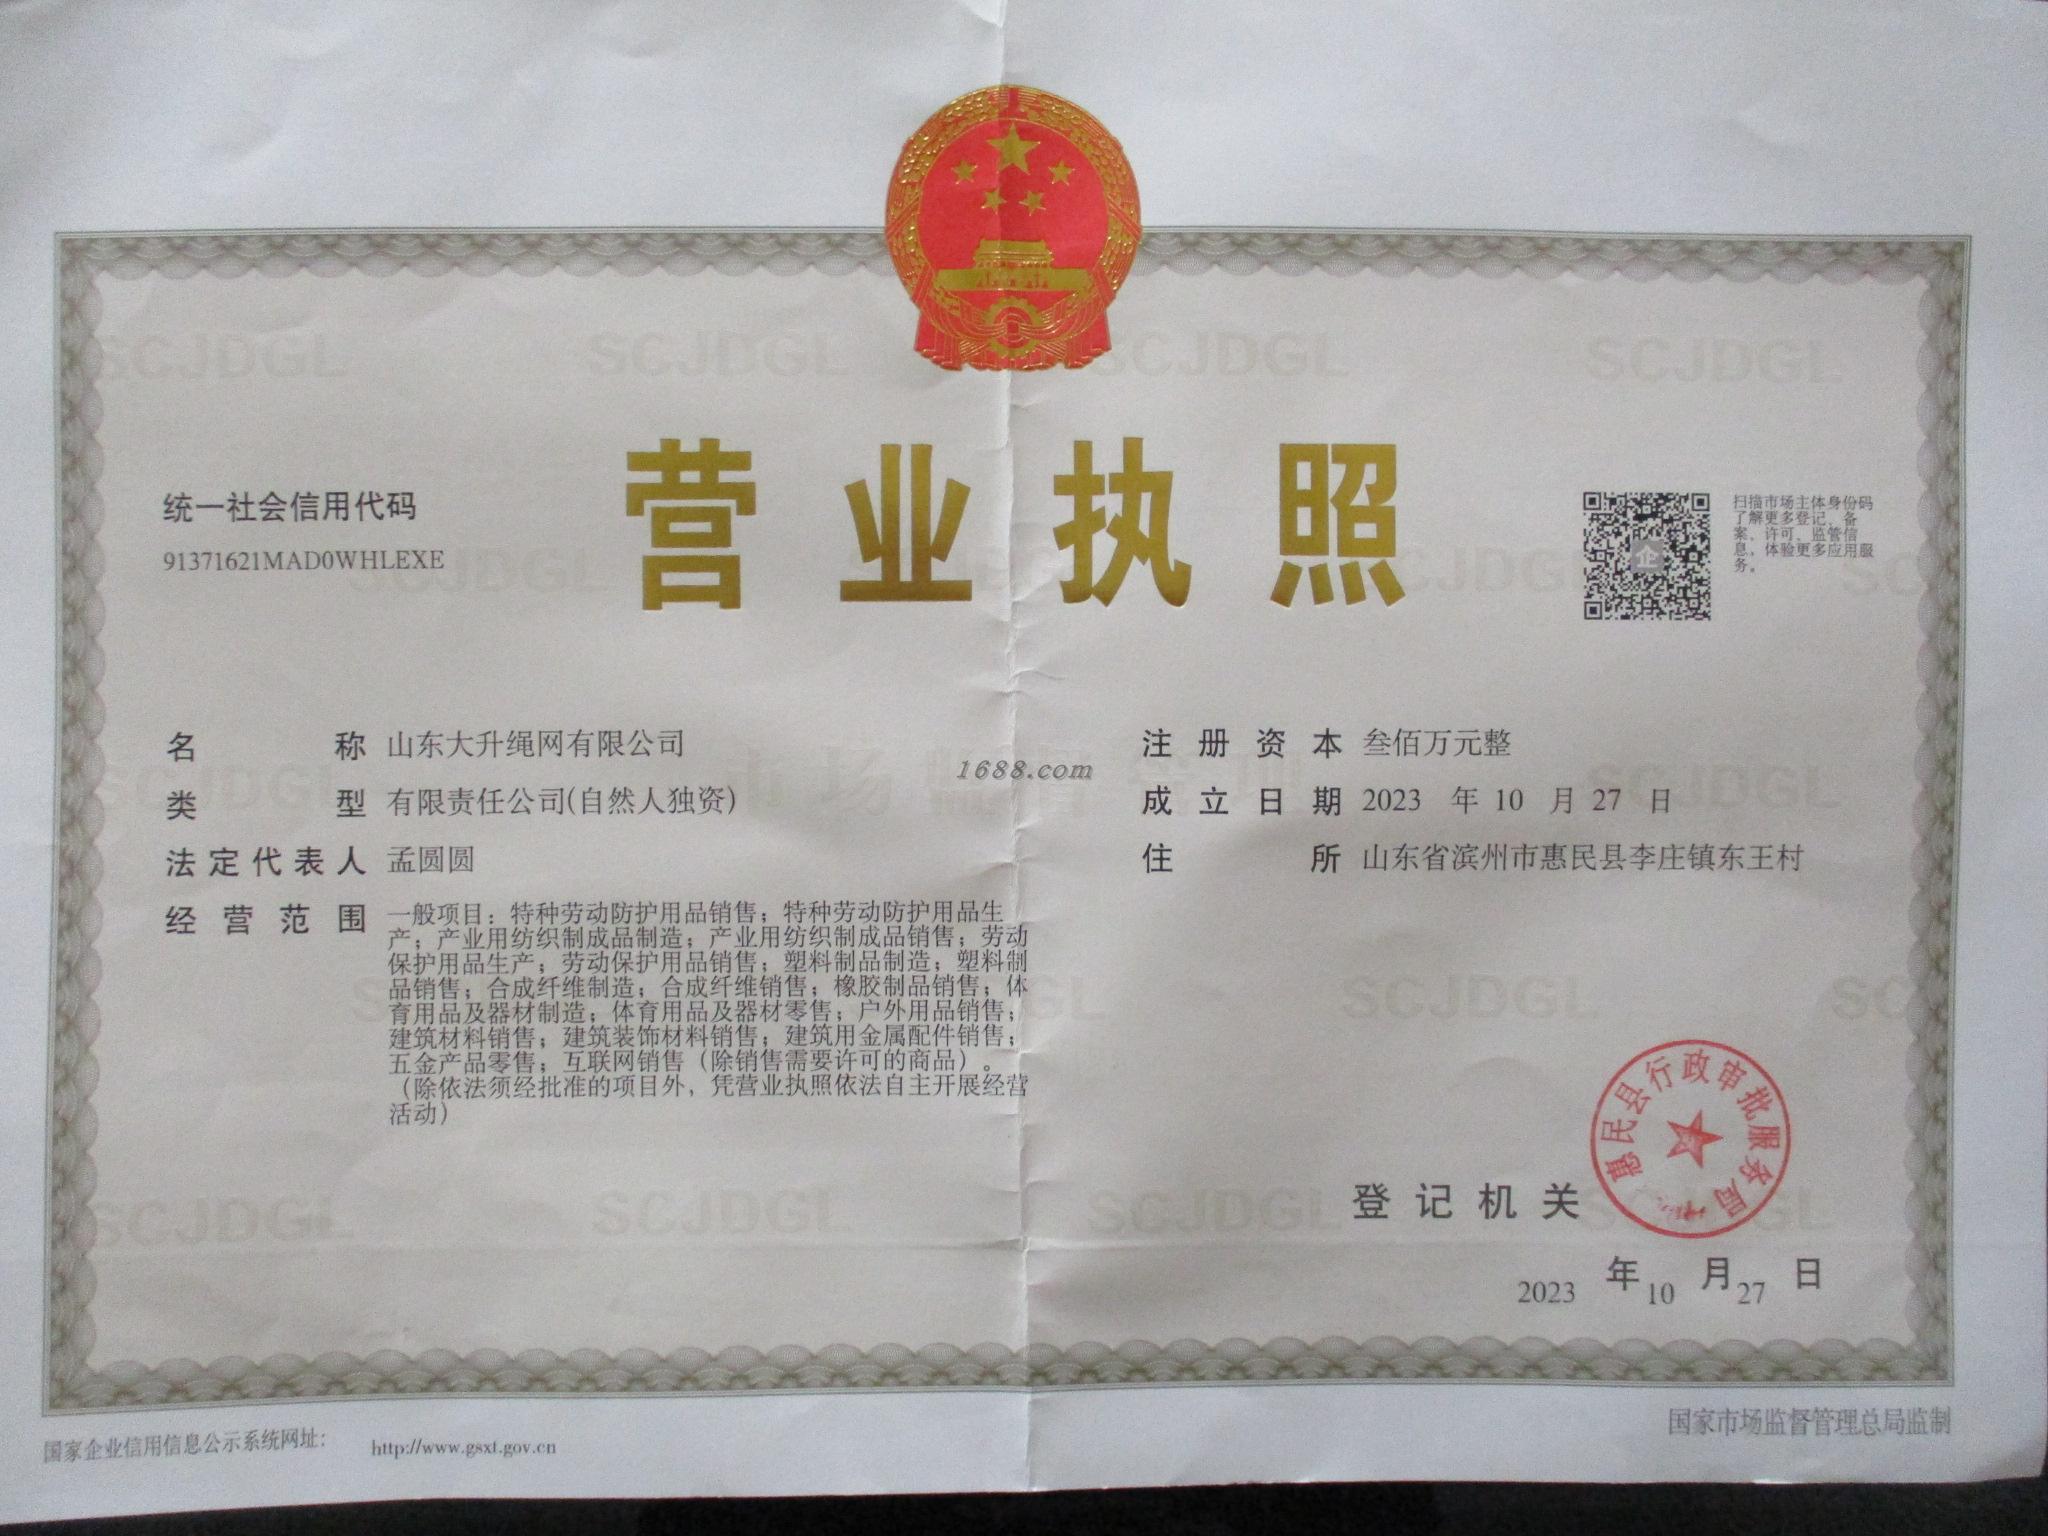 营业执照
统一社会信用代码
91371621MAD0WHLEXE
扫描市场主体身份码
了解更多登记、备
案、许可、监管信
息，体验更多应用服
务。
企
名称 山东大升绳网有限公司
类型 有限责任公司(自然人独资)
法定代表人 孟圆圆
经营范围 一般项目：特种劳动防护用品销售；特种劳动防护用品生
产；产业用纺织制成品制造；产业用纺织制成品销售；劳动
保护用品生产；劳动保护用品销售；塑料制品制造；塑料制
品销售；合成纤维制造；合成纤维销售；橡胶制品销售；体
育用品及器材制造；体育用品及器材零售；户外用品销售；
建筑材料销售；建筑装饰材料销售；建筑用金属配件销售；
五金产品零售；互联网销售（除销售需要许可的商品）。
（除依法须经批准的项目外，凭营业执照依法自主开展经营
活动）
注册资本 叁佰万元整
成立日期 2023 年 10 月 27 日
住所 山东省滨州市惠民县李庄镇东王村
1688.com
登记机关
惠民县行政审批服务局
2023 年 10 月 27 日
国家企业信用信息公示系统网址： http://www.gsxt.gov.cn
国家市场监督管理总局监制
SCJDGL SCJDGL SCJDGL SCJDGL